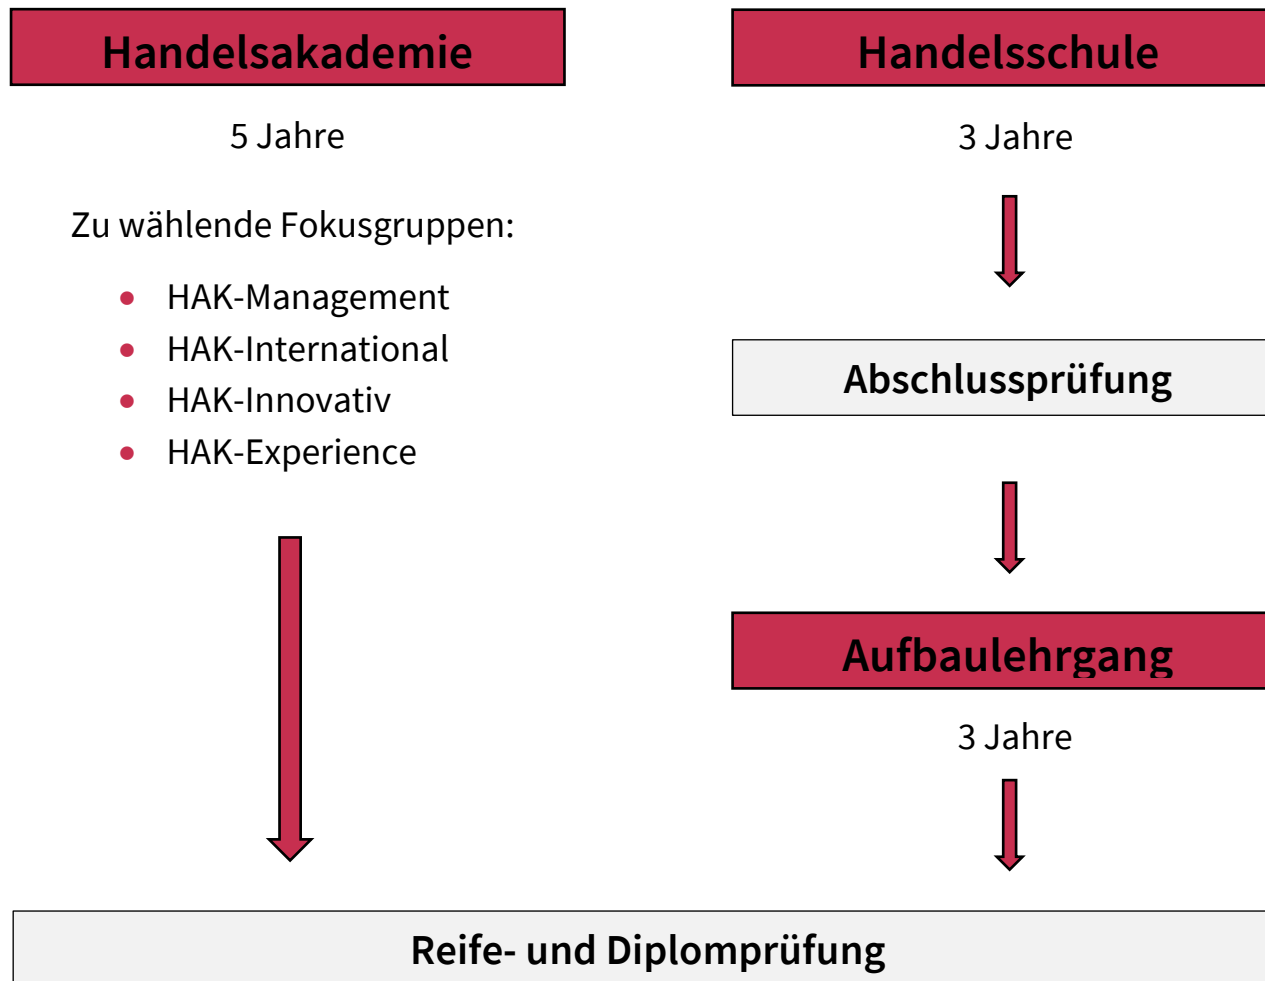 Handelsakademie
5 Jahre
Zu wählende Fokusgruppen:
• HAK-Management
• HAK-International
• HAK-Innovativ
• HAK-Experience
Handelsschule
3 Jahre
Abschlussprüfung
Aufbaulehrgang
3 Jahre
Reife- und Diplomprüfung